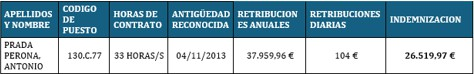 APELLIDOS Y NOMBRE
CODIGO DE PUESTO
HORAS DE CONTRATO
ANTIGÜEDAD RECONOCIDA
RETRIBUCIONES ANUALES
RETRIBUCIONES DIARIAS
INDEMNIZACION
PRADA PERONA, ANTONIO
130.C.77
33 HORAS/S
04/11/2013
37.959,96 €
104 €
26.519,97 €